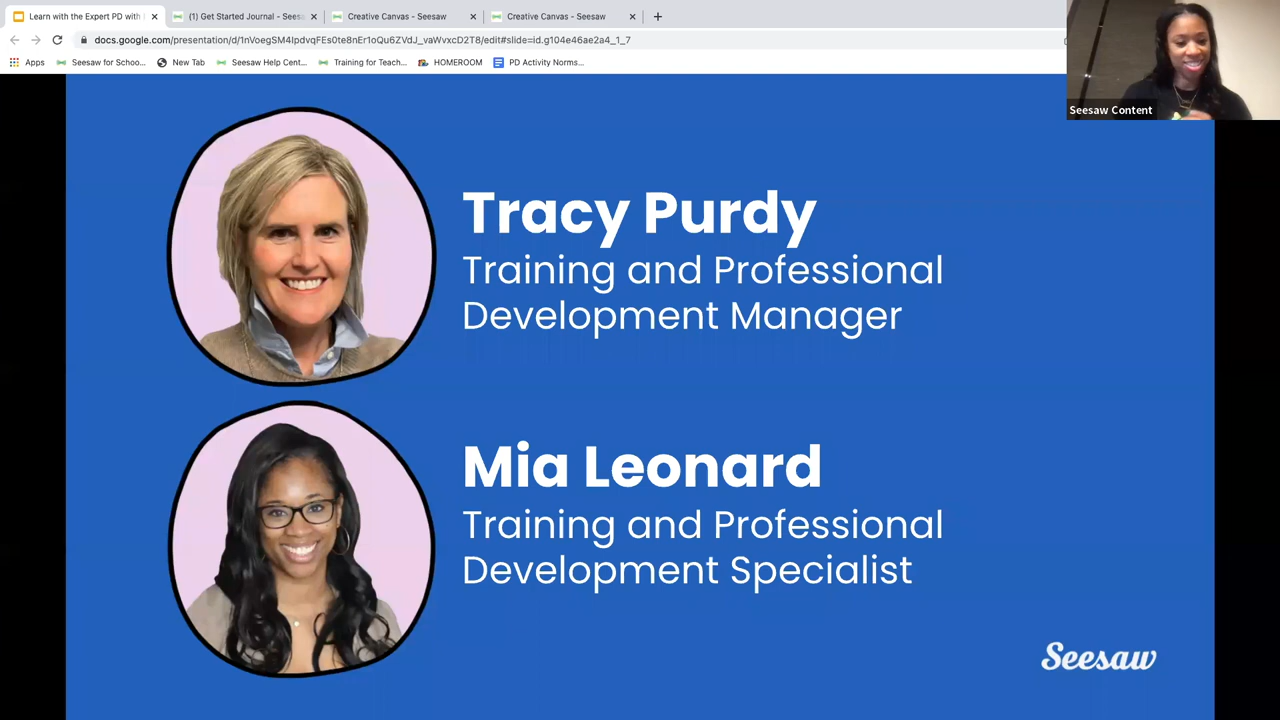 Learn with the Expert PD with
(1) Get Started Journal - Sees
Creative Canvas - Seesaw
Creative Canvas - Seesaw
docs.google.com/presentation/d/1nVoegSM4IpdvqFEs0te8nEr1oQu6ZVdJ_vaWvxcD2T8/edit#slide=id.g104e46ae2a4_1_7
Apps
Seesaw for Schoo...
New Tab
Seesaw Help Cent...
Training for Teach...
HOMEROOM
PD Activity Norms...
Seesaw Content
Tracy Purdy
Training and Professional
Development Manager
Mia Leonard
Training and Professional
Development Specialist
Seesaw